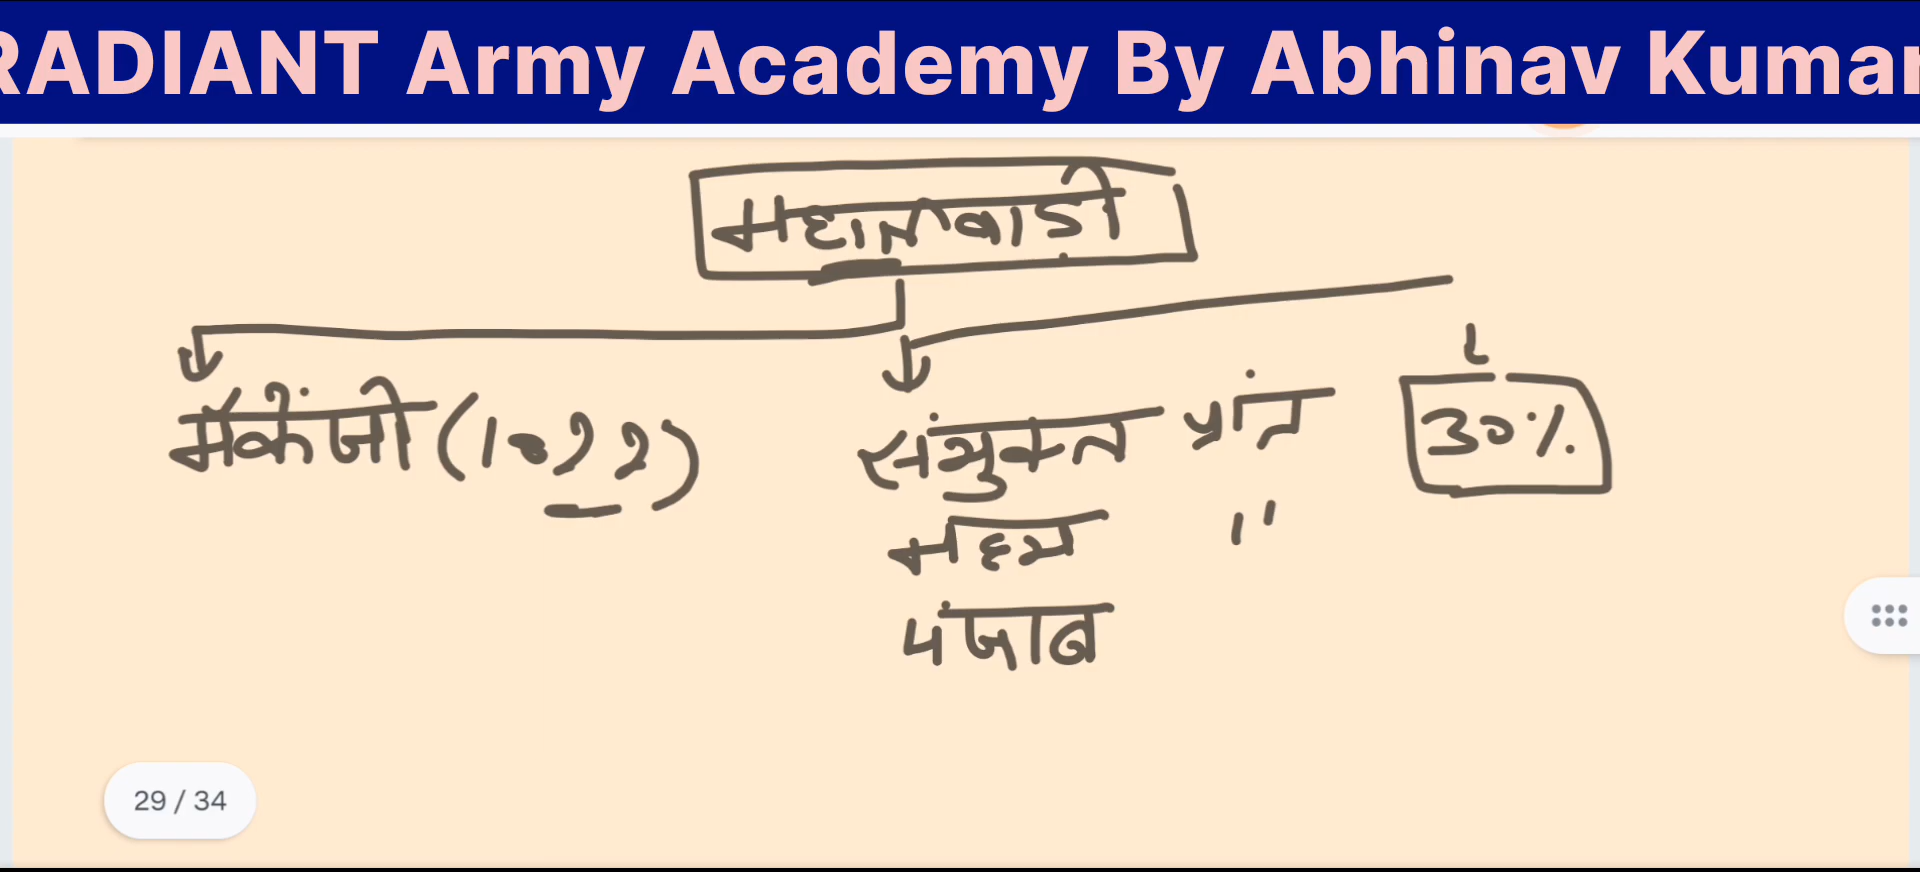 RADIANT Army Academy By Abhinav Kumar
महालवाड़ी
मैकेंजी (1822)
संयुक्त प्रांत
30%
मध्य "
पंजाब
29 / 34